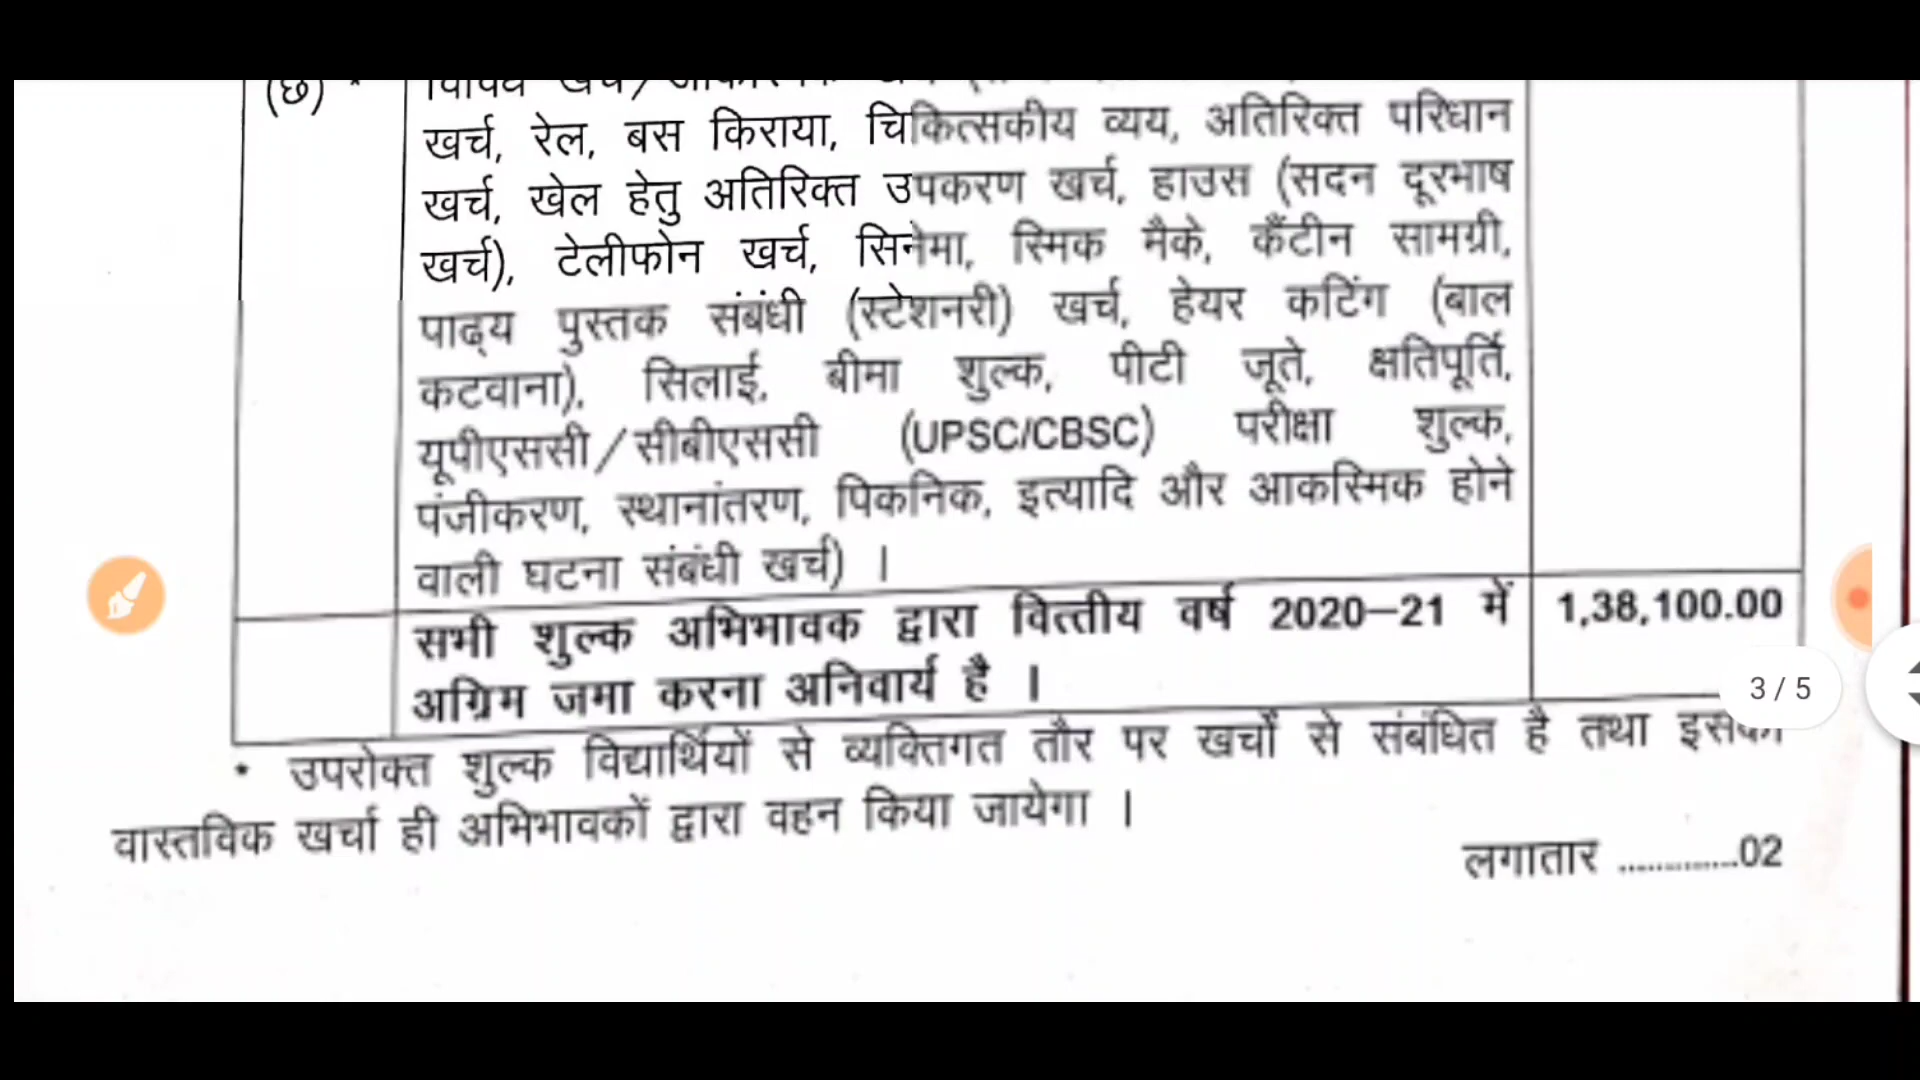 (छ) *
खर्च, रेल, बस किराया, चिकित्सकीय व्यय, अतिरिक्त परिधान
खर्च, खेल हेतु अतिरिक्त उपकरण खर्च, हाउस (सदन दूरभाष
खर्च), टेलीफोन खर्च, सिनेमा, स्मिक मैके, कैंटीन सामग्री,
पाढ्य पुस्तक संबंधी (स्टेशनरी) खर्च, हेयर कटिंग (बाल
कटवाना), सिलाई, बीमा शुल्क, पीटी जूते, क्षतिपूर्ति,
यूपीएससी/सीबीएससी (UPSC/CBSC) परीक्षा शुल्क,
पंजीकरण, स्थानांतरण, पिकनिक, इत्यादि और आकस्मिक होने
वाली घटना संबंधी खर्च) ।
सभी शुल्क अभिभावक द्वारा वित्तीय वर्ष 2020–21 में 1,38,100.00
अग्रिम जमा करना अनिवार्य है ।
3 / 5
* उपरोक्त शुल्क विद्यार्थियों से व्यक्तिगत तौर पर खर्चों से संबंधित है तथा इसका
वास्तविक खर्चा ही अभिभावकों द्वारा वहन किया जायेगा ।
लगातार ..............02